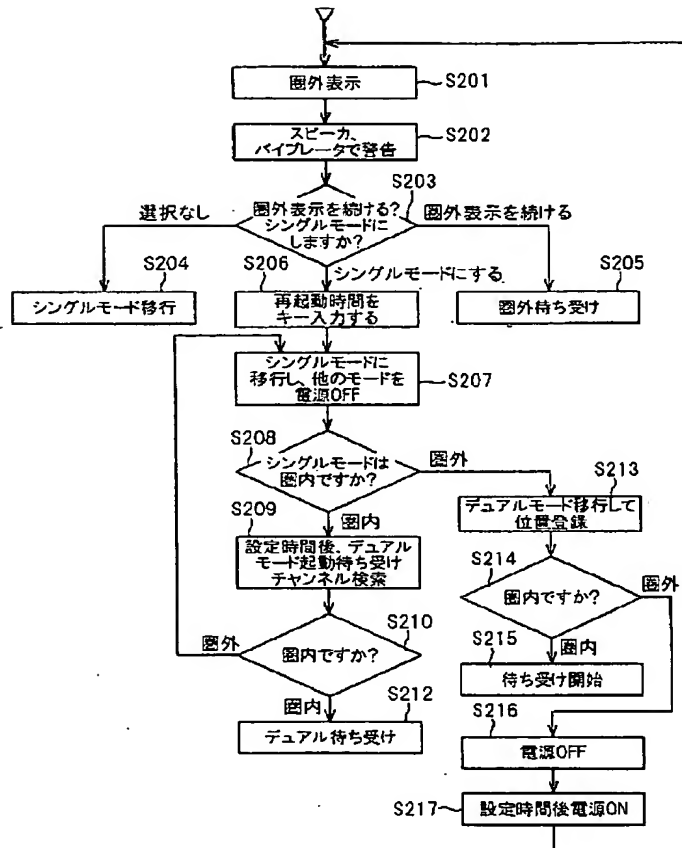 圏外表示
S201
スピーカ、
バイブレータで警告
S202
S203
圏外表示を続ける?
シングルモードに
しますか?
選択なし
圏外表示を続ける
シングルモードにする
S204
シングルモード移行
S206
再起動時間を
キー入力する
S205
圏外待ち受け
シングルモードに
移行し、他のモードを
電源OFF
S207
S208
シングルモードは
圏内ですか?
圏外
圏内
S213
デュアルモード移行して
位置登録
S209
設定時間後、デュアル
モード起動待ち受け
チャンネル検索
S214
圏内ですか?
圏外
圏内
S210
圏内ですか?
圏外
圏内
S215
待ち受け開始
S212
デュアル待ち受け
S216
電源OFF
S217
設定時間後電源ON